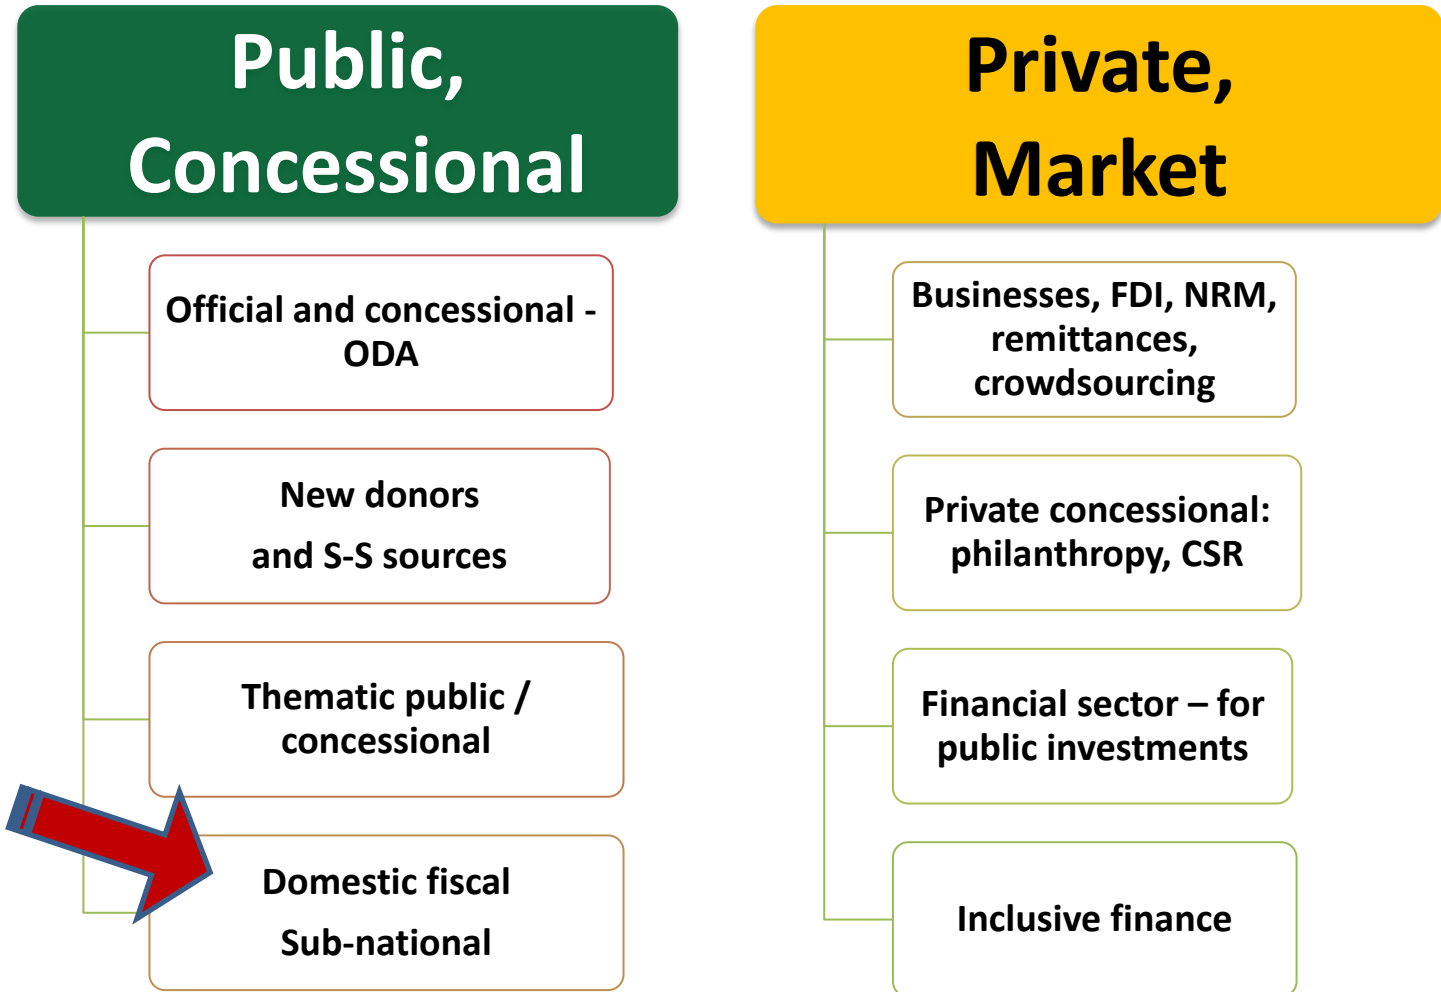 Public,
Concessional
Official and concessional -
ODA
New donors
and S-S sources
Thematic public /
concessional
Domestic fiscal
Sub-national
Private,
Market
Businesses, FDI, NRM,
remittances,
crowdsourcing
Private concessional:
philanthropy, CSR
Financial sector – for
public investments
Inclusive finance